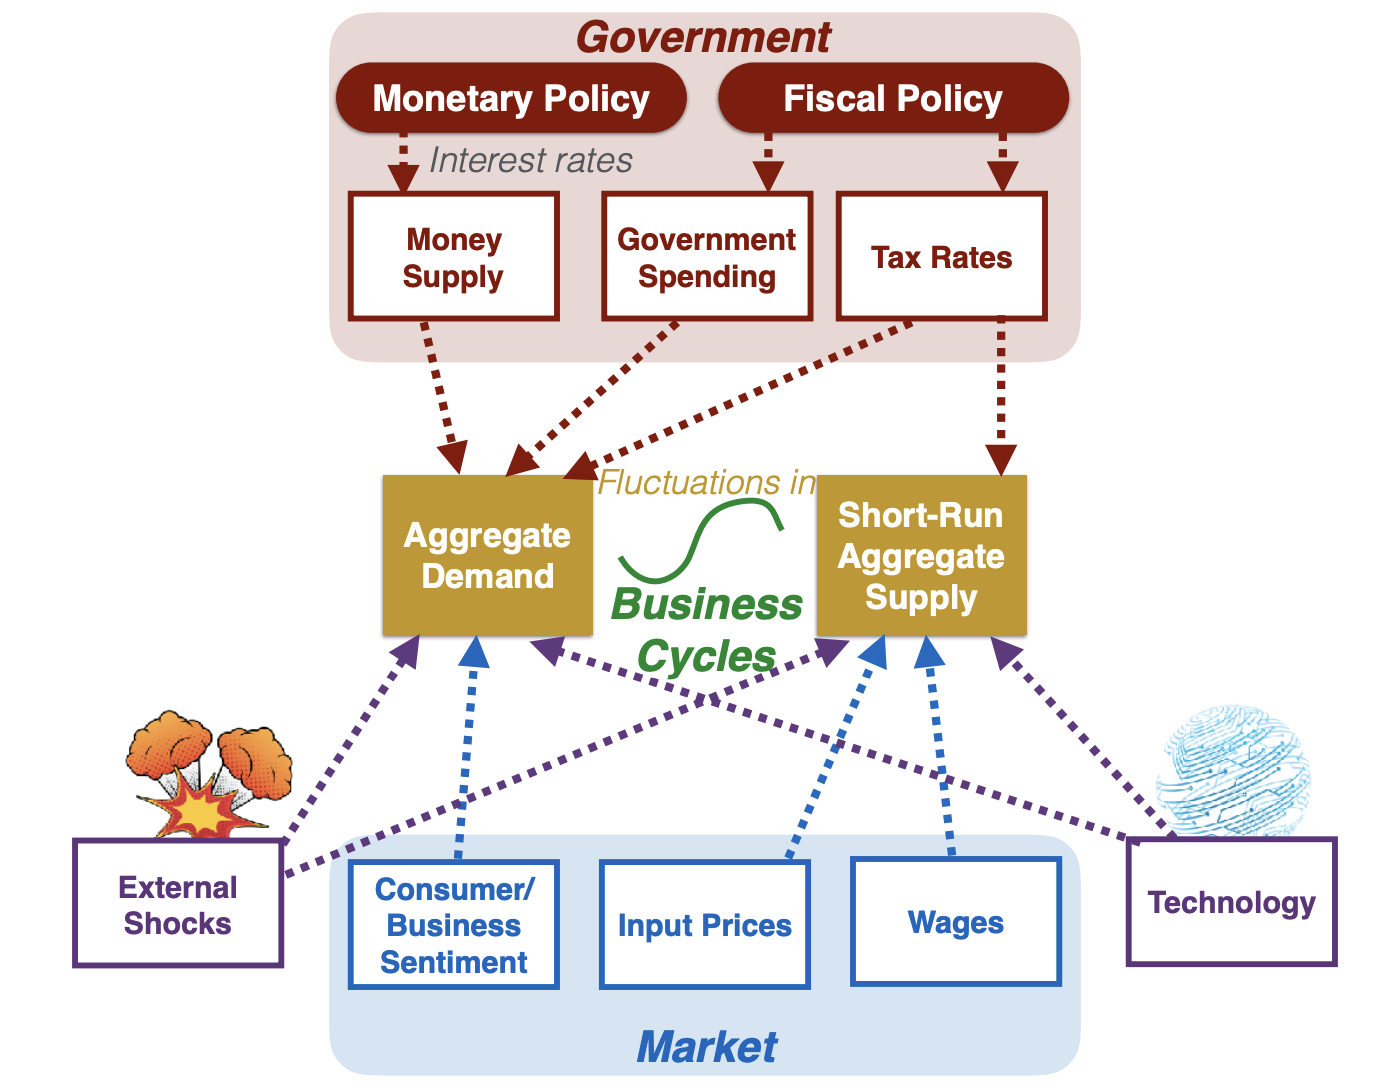 Government
Monetary Policy
Fiscal Policy
Interest rates
Money
Supply
Government
Spending
Tax Rates
Fluctuations in
Aggregate
Demand
Business
Cycles
Short-Run
Aggregate
Supply
External
Shocks
Consumer/
Business
Sentiment
Input Prices
Wages
Technology
Market